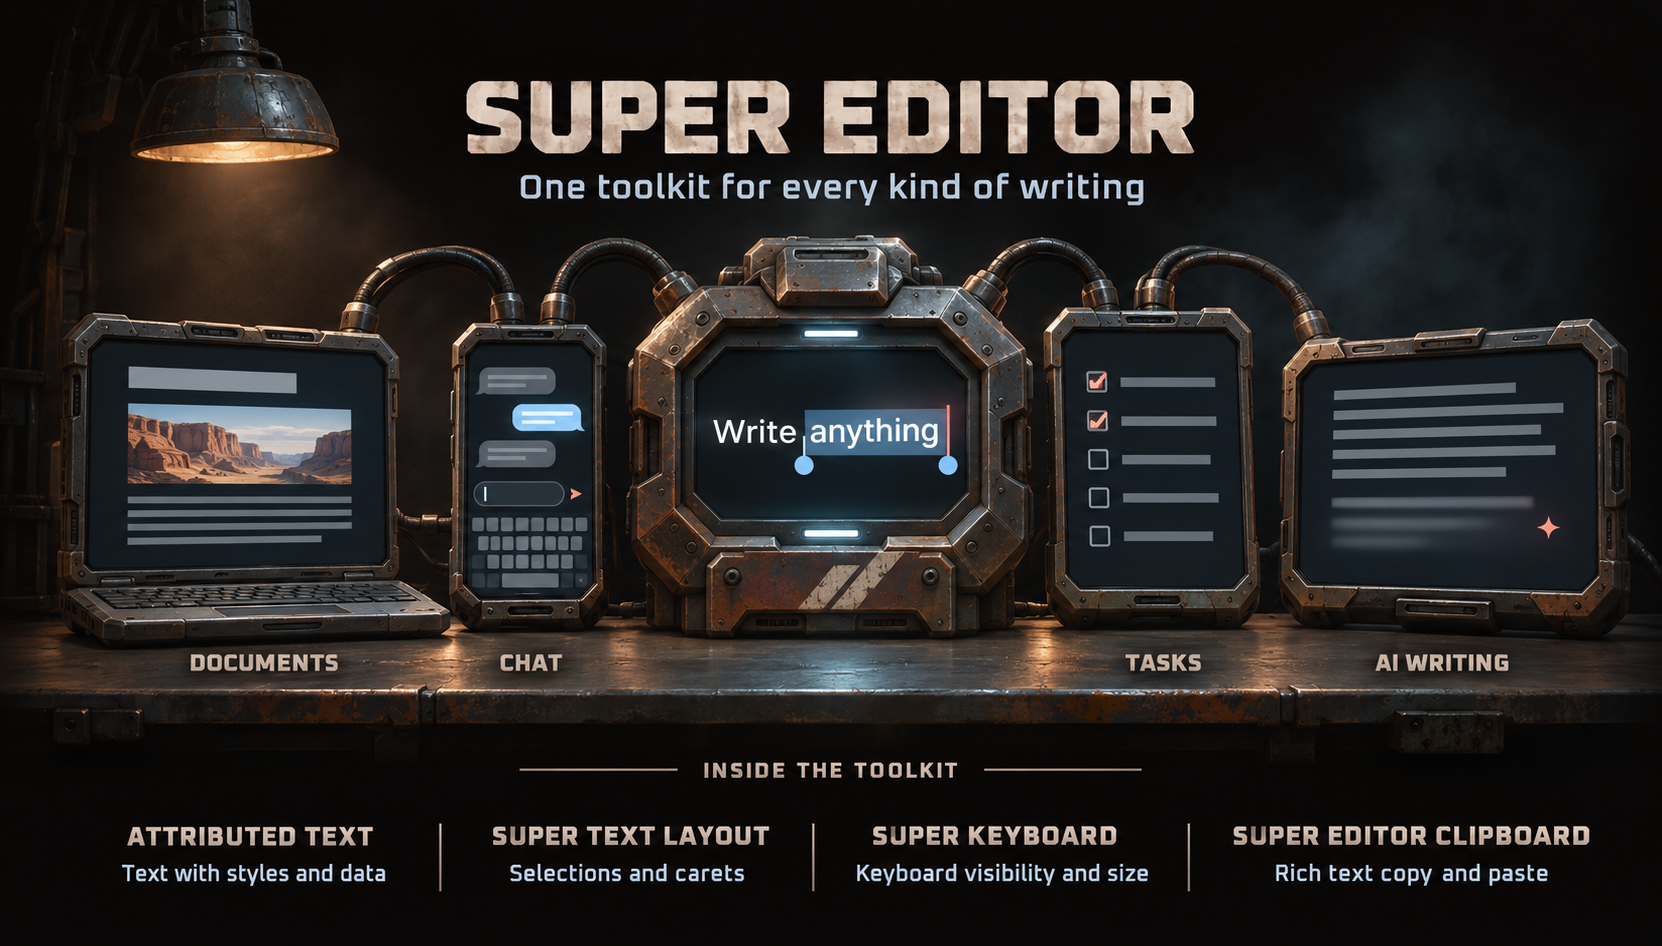 SUPER EDITOR
One toolkit for every kind of writing
Write anything
DOCUMENTS
CHAT
TASKS
AI WRITING
INSIDE THE TOOLKIT
ATTRIBUTED TEXT
Text with styles and data
SUPER TEXT LAYOUT
Selections and carets
SUPER KEYBOARD
Keyboard visibility and size
SUPER EDITOR CLIPBOARD
Rich text copy and paste